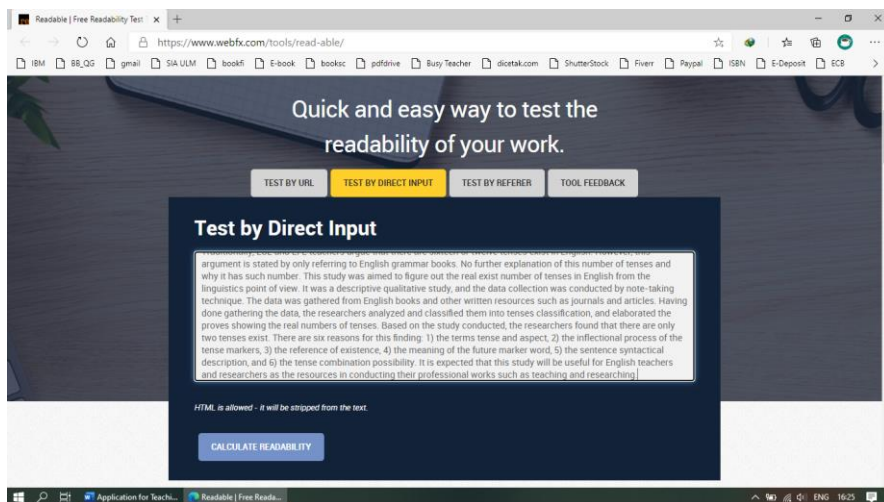 Readable | Free Readability Test
https://www.webfx.com/tools/read-able/
IBM BB_QG gmail SIA ULM bookfi E-book booksc pdfdrive Busy Teacher dicetak.com ShutterStock Fiverr Paypal ISBN E-Deposit ECB
Quick and easy way to test the
readability of your work.
TEST BY URL TEST BY DIRECT INPUT TEST BY REFERER TOOL FEEDBACK
Test by Direct Input
argument is stated by only referring to English grammar books. No further explanation of this number of tenses and
why it has such number. This study was aimed to figure out the real exist number of tenses in English from the
linguistics point of view. It was a descriptive qualitative study, and the data collection was conducted by note-taking
technique. The data was gathered from English books and other written resources such as journals and articles. Having
done gathering the data, the researchers analyzed and classified them into tenses classification, and elaborated the
proves showing the real numbers of tenses. Based on the study conducted, the researchers found that there are only
two tenses exist. There are six reasons for this finding: 1) the terms tense and aspect, 2) the inflectional process of the
tense markers, 3) the reference of existence, 4) the meaning of the future marker word, 5) the sentence syntactical
description, and 6) the tense combination possibility. It is expected that this study will be useful for English teachers
and researchers as the resources in conducting their professional works such as teaching and researching.
HTML is allowed - it will be stripped from the text.
CALCULATE READABILITY
Application for Teachi... Readable | Free Reada... ENG 16:25